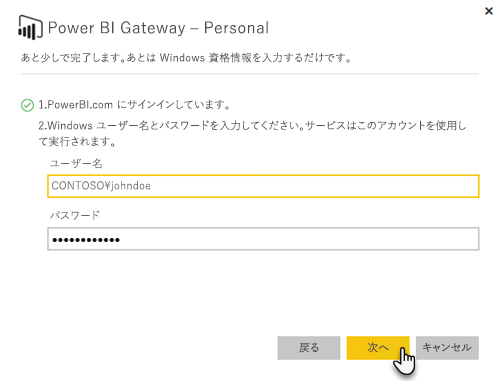 Power BI Gateway – Personal
あと少しで完了します。あとは Windows 資格情報を入力するだけです。
1.PowerBI.com にサインインしています。
2.Windows ユーザー名とパスワードを入力してください。サービスはこのアカウントを使用し
て実行されます。
ユーザー名
CONTOSO¥johndoe
パスワード
••••••••••••
戻る 次へ キャンセル